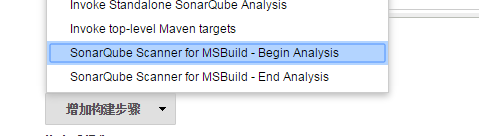 Invoke Standalone SonarQube Analysis
Invoke top-level Maven targets
SonarQube Scanner for MSBuild - Begin Analysis
SonarQube Scanner for MSBuild - End Analysis
增加构建步骤